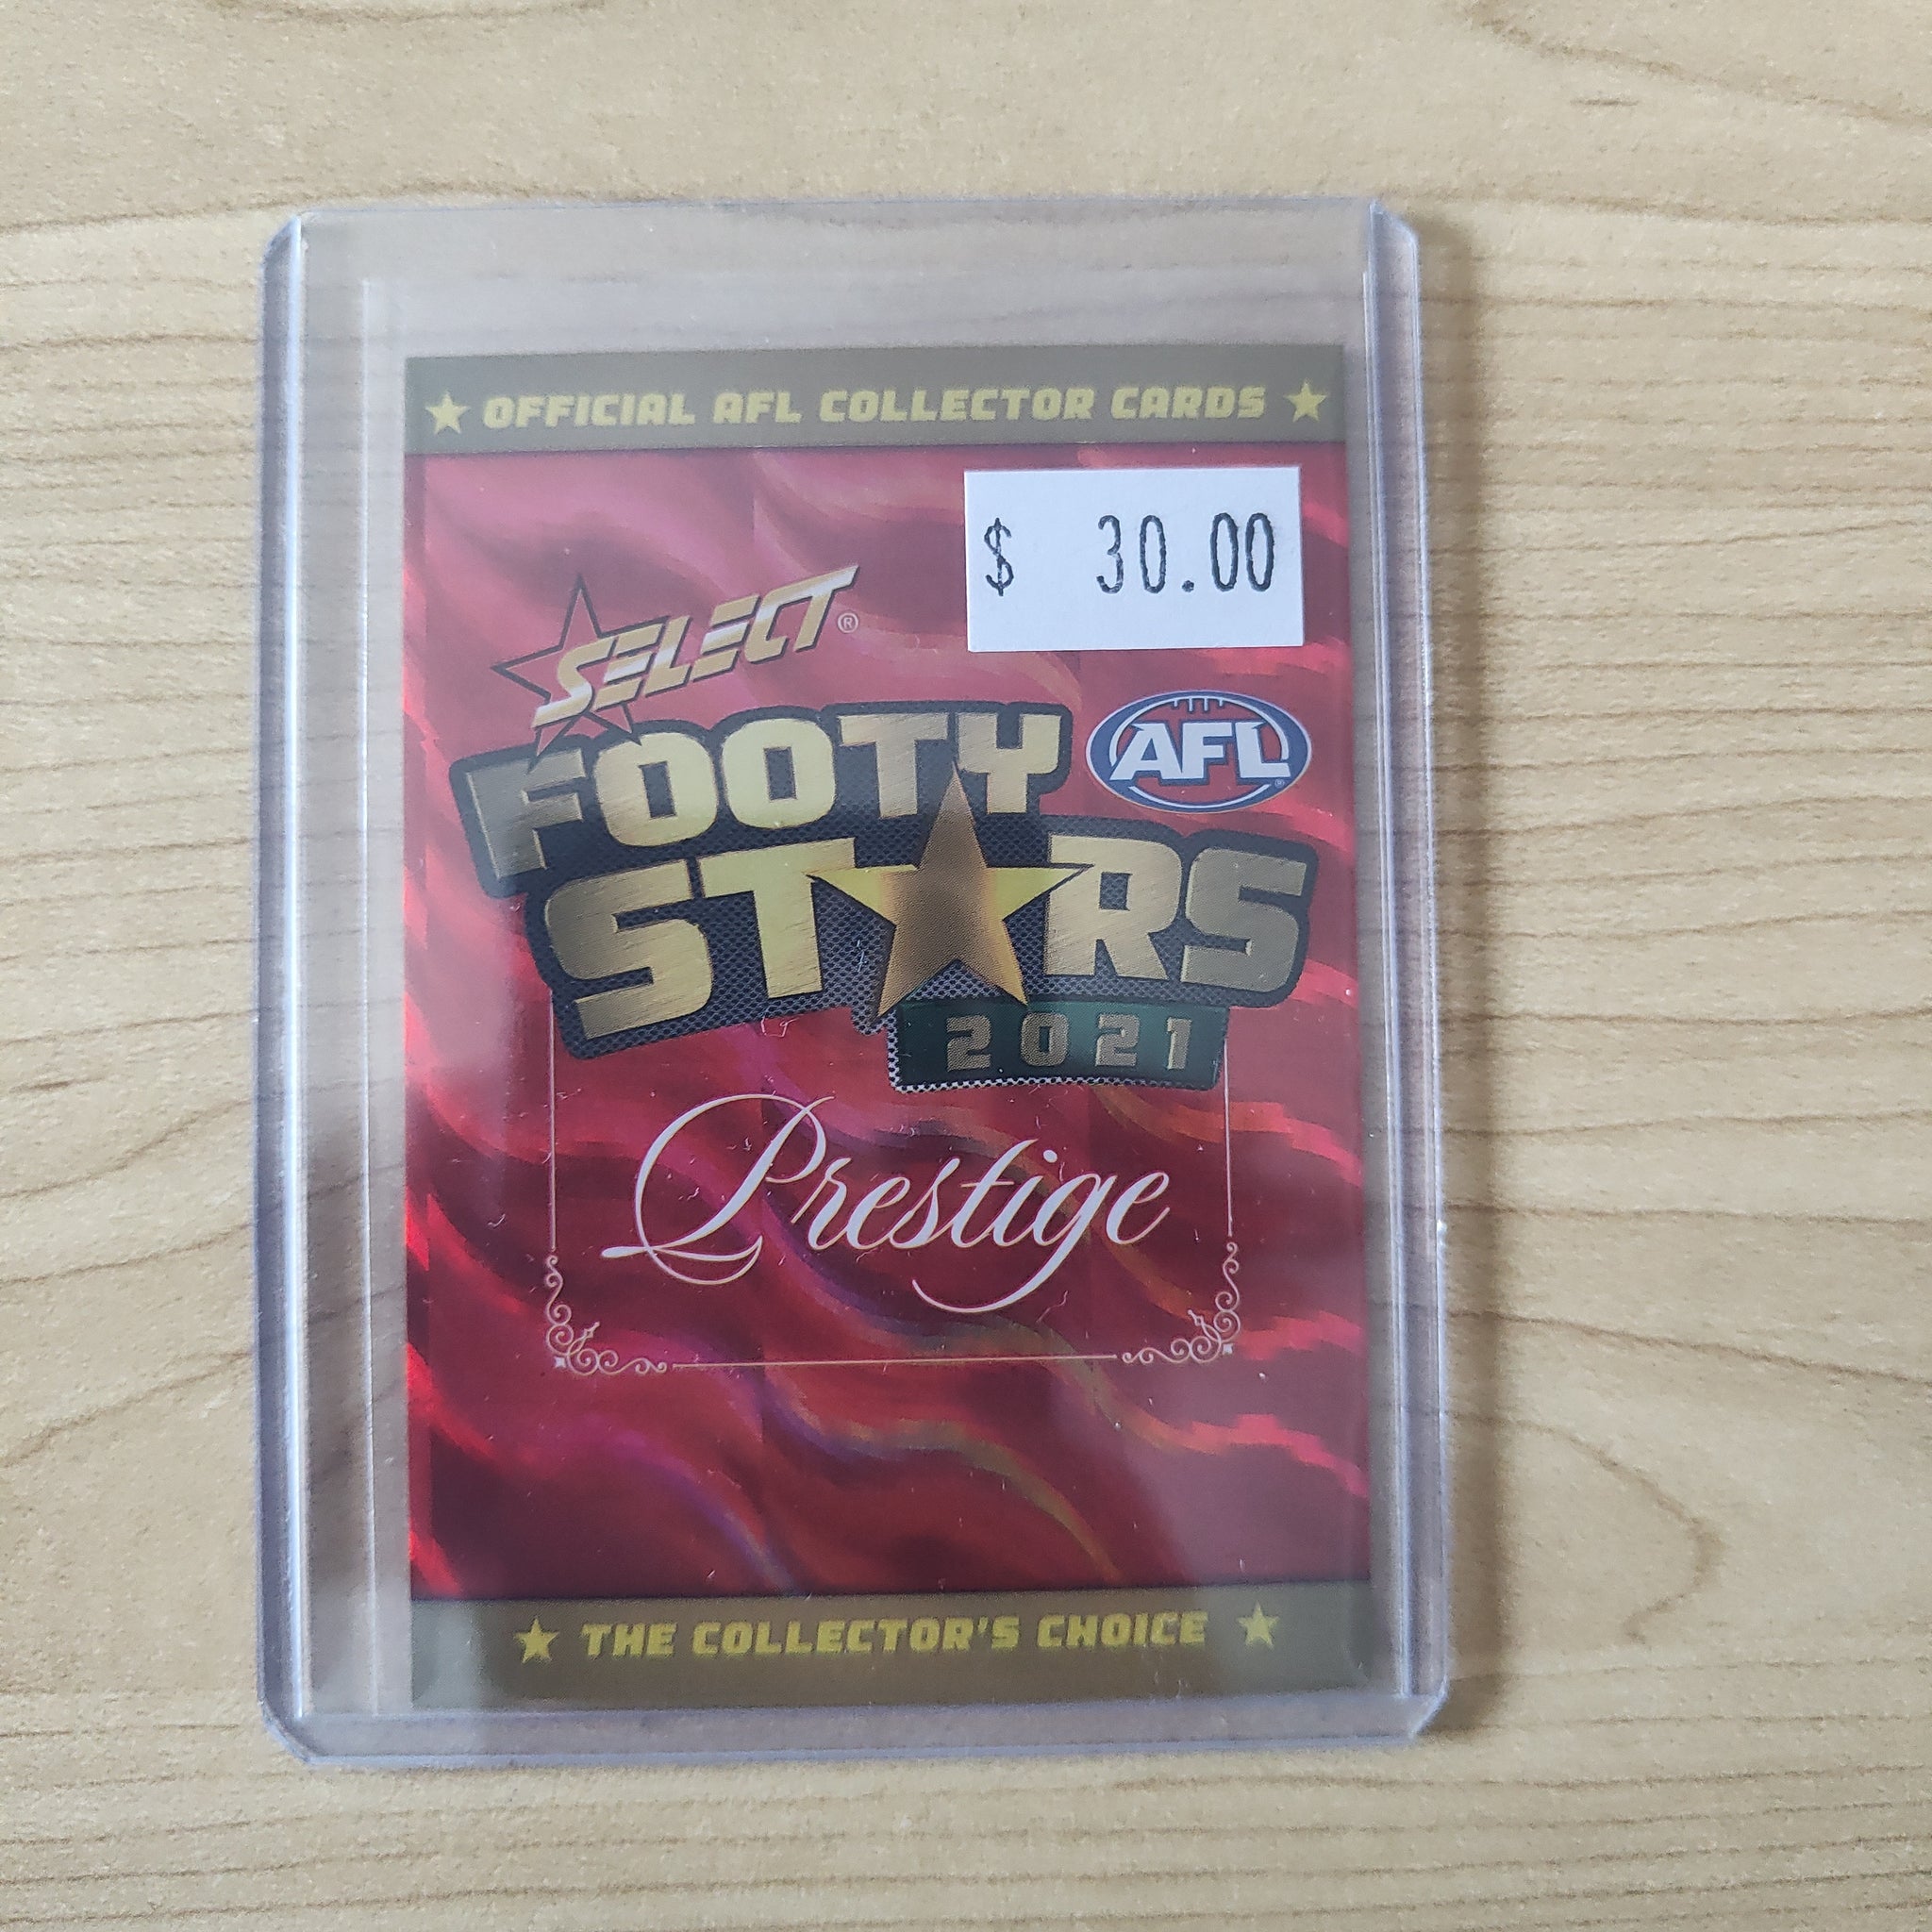 ★ OFFICIAL AFL COLLECTOR CARDS ★
$ 30.00
SELECT®
FOOTY
AFL
STARS
2021
Prestige
★ THE COLLECTOR'S CHOICE ★